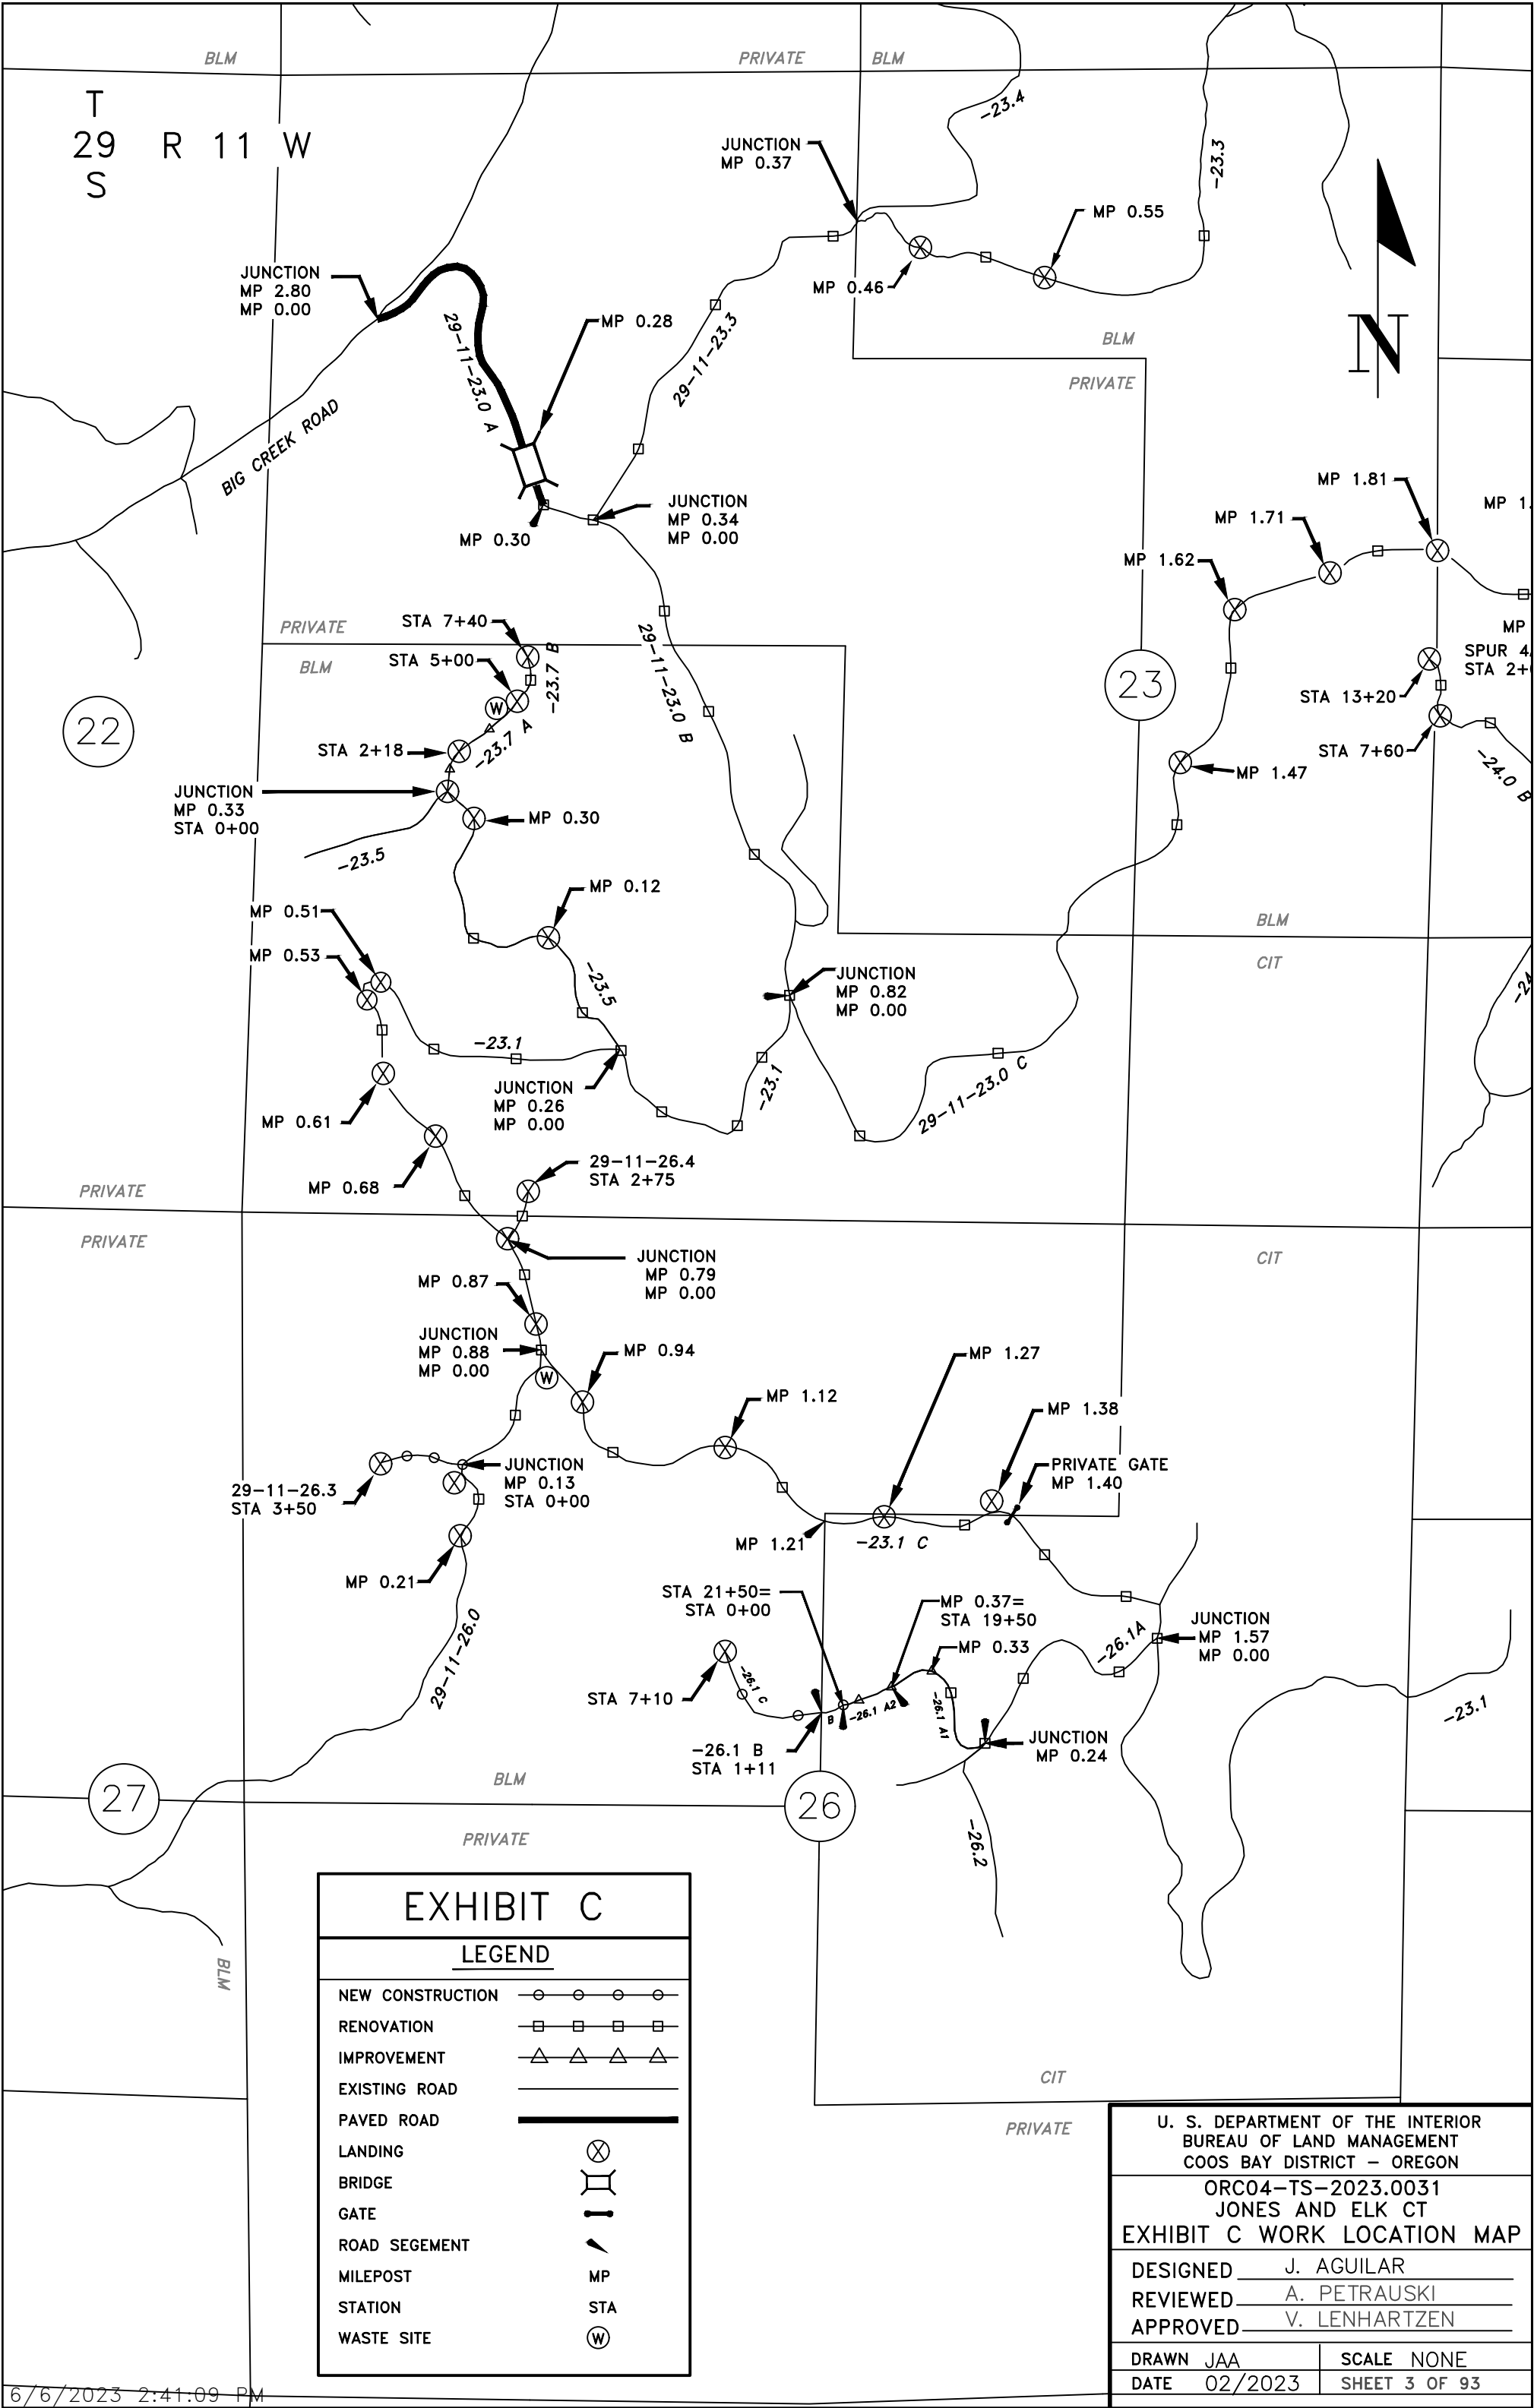 BLM
PRIVATE
BLM
T
29 R 11 W
S
-23.4
JUNCTION
MP 0.37
-23.3
MP 0.55
MP 0.46
JUNCTION
MP 2.80
MP 0.00
29-11-23.0 A
MP 0.28
29-11-23.3
BLM
PRIVATE
N
BIG CREEK ROAD
MP 0.30
JUNCTION
MP 0.34
MP 0.00
MP 1.81
MP 1.
MP 1.71
MP 1.62
MP
SPUR 4
STA 2+
STA 13+20
STA 7+60
-24.0 B
MP 1.47
23
PRIVATE
BLM
STA 7+40
STA 5+00
-23.7 B
W
-23.7 A
29-11-23.0 B
22
STA 2+18
JUNCTION
MP 0.33
STA 0+00
MP 0.30
-23.5
MP 0.12
MP 0.51
MP 0.53
-23.5
BLM
CIT
-24
JUNCTION
MP 0.82
MP 0.00
-23.1
JUNCTION
MP 0.26
MP 0.00
-23.1
29-11-23.0 C
MP 0.61
MP 0.68
29-11-26.4
STA 2+75
PRIVATE
PRIVATE
CIT
JUNCTION
MP 0.79
MP 0.00
MP 0.87
JUNCTION
MP 0.88
MP 0.00
W
MP 0.94
MP 1.27
MP 1.12
MP 1.38
PRIVATE GATE
MP 1.40
29-11-26.3
STA 3+50
JUNCTION
MP 0.13
STA 0+00
MP 1.21
-23.1 C
MP 0.21
29-11-26.0
STA 21+50=
STA 0+00
MP 0.37=
STA 19+50
MP 0.33
-26.1A
JUNCTION
MP 1.57
MP 0.00
STA 7+10
-26.1 C
B
-26.1 A2
-26.1 A1
-26.1 B
STA 1+11
JUNCTION
MP 0.24
-23.1
-26.2
27
BLM
PRIVATE
26
BLM
CIT
PRIVATE
EXHIBIT C
LEGEND
NEW CONSTRUCTION
RENOVATION
IMPROVEMENT
EXISTING ROAD
PAVED ROAD
LANDING
BRIDGE
GATE
ROAD SEGEMENT
MILEPOST MP
STATION STA
WASTE SITE W
U. S. DEPARTMENT OF THE INTERIOR
BUREAU OF LAND MANAGEMENT
COOS BAY DISTRICT - OREGON
ORC04-TS-2023.0031
JONES AND ELK CT
EXHIBIT C WORK LOCATION MAP
DESIGNED J. AGUILAR
REVIEWED A. PETRAUSKI
APPROVED V. LENHARTZEN
DRAWN JAA SCALE NONE
DATE 02/2023 SHEET 3 OF 93
6/6/2023 2:41:09 PM